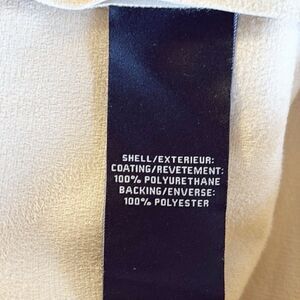 SHELL/EXTERIEUR:
COATING/REVETEMENT:
100% POLYURETHANE
BACKING/ENVERSE:
100% POLYESTER